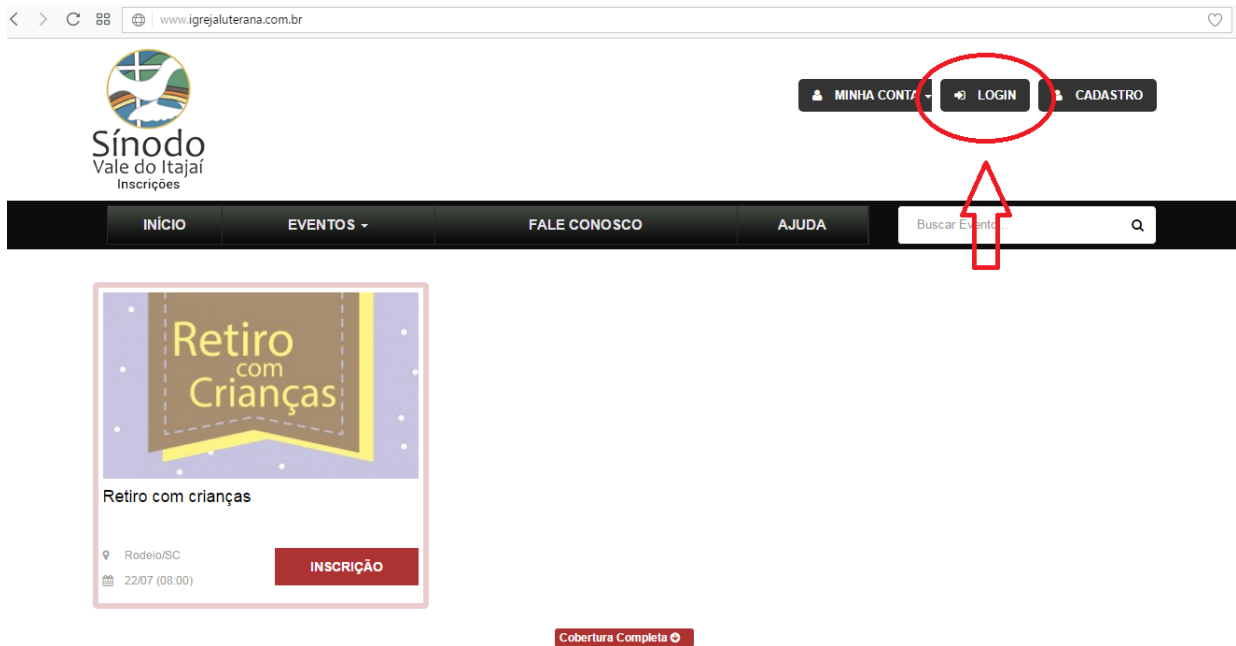 www.igrejaluterana.com.br
Sínodo
Vale do Itajaí
Inscrições
MINHA CONTA LOGIN CADASTRO
INÍCIO EVENTOS FALE CONOSCO AJUDA Buscar Evento...
Retiro
com
Crianças
Retiro com crianças
Rodeio/SC
22/07 (08:00)
INSCRIÇÃO
Cobertura Completa